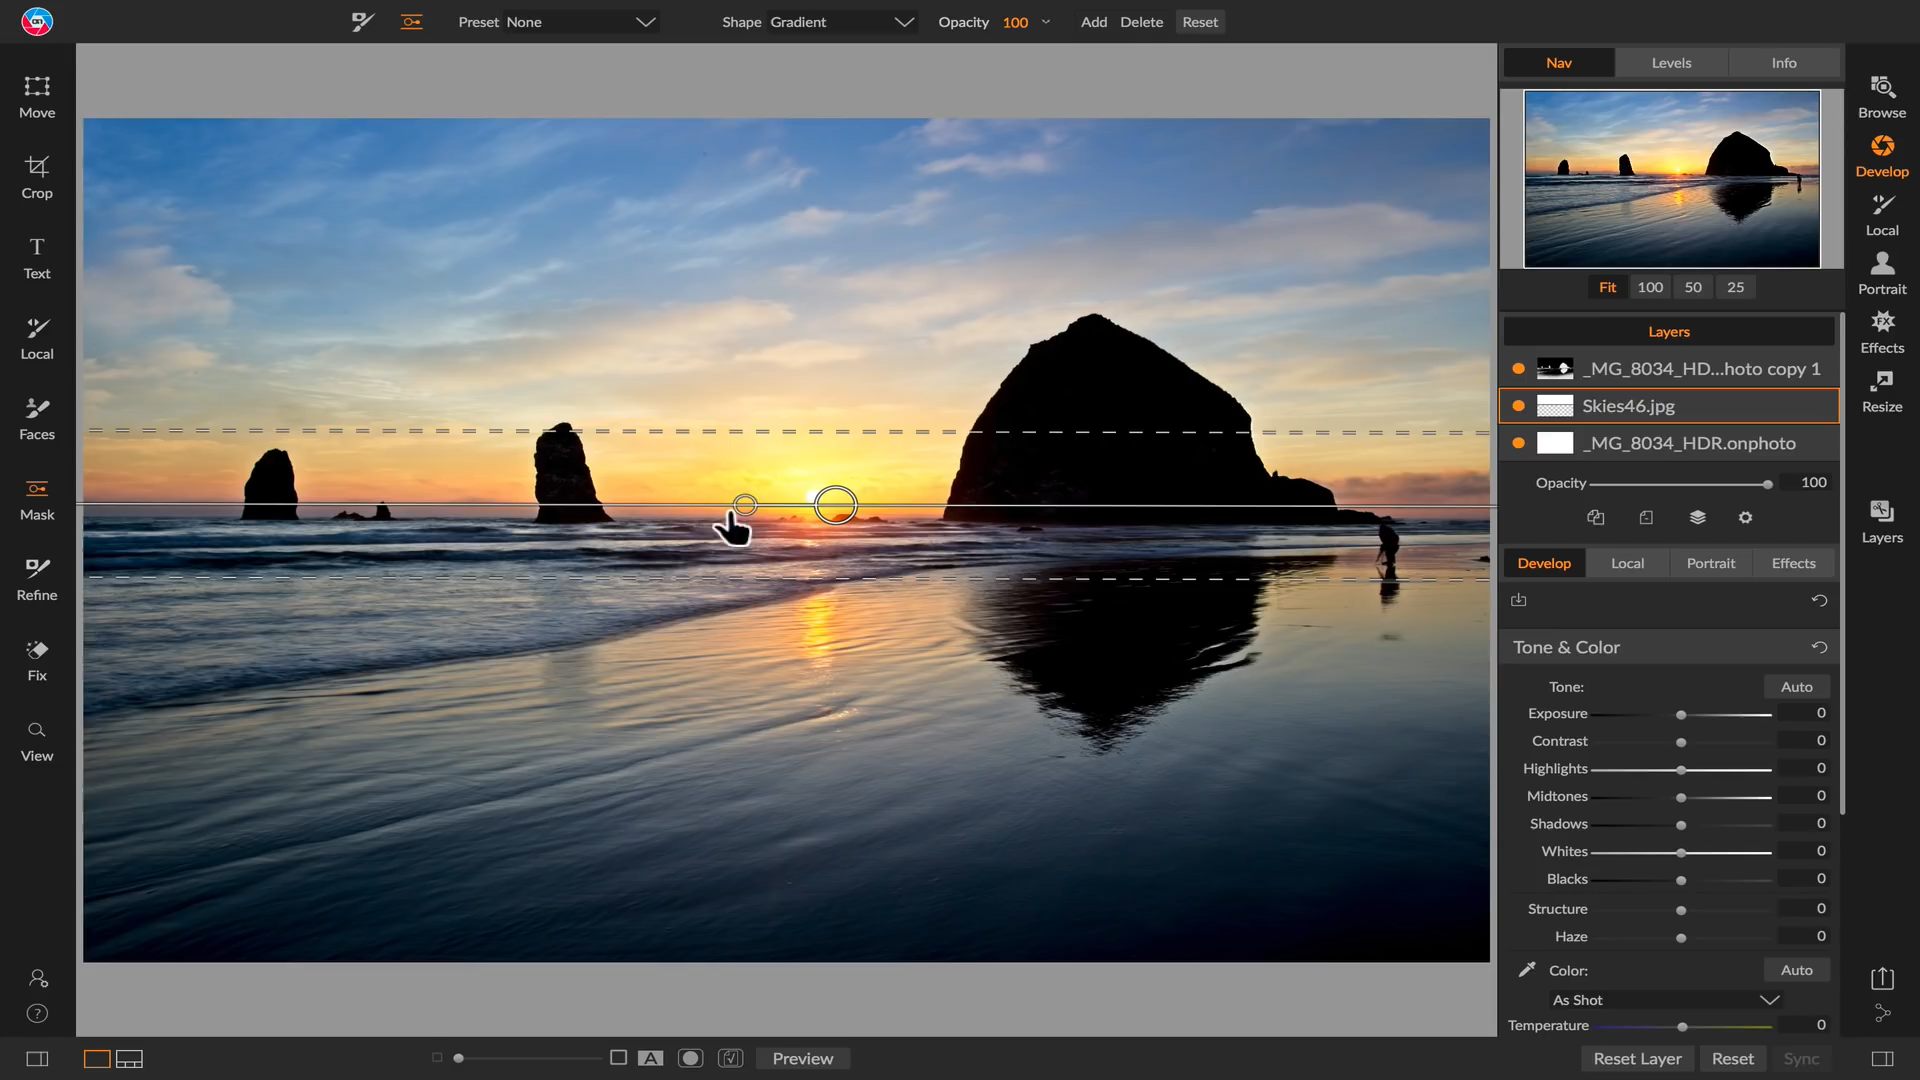 ON1
Preset None
Shape Gradient
Opacity 100
Add
Delete
Reset
Move
Crop
T
Text
Local
Faces
Mask
Refine
Fix
View
?
Nav
Levels
Info
Fit
100
50
25
Layers
_MG_8034_HD...hoto copy 1
Skies46.jpg
_MG_8034_HDR.onphoto
Opacity 100
Develop
Local
Portrait
Effects
Tone & Color
Tone: Auto
Exposure 0
Contrast 0
Highlights 0
Midtones 0
Shadows 0
Whites 0
Blacks 0
Structure 0
Haze 0
Color: Auto
As Shot
Temperature 0
Browse
Develop
Local
Portrait
FX
Effects
Resize
Layers
A
Preview
Reset Layer
Reset
Sync